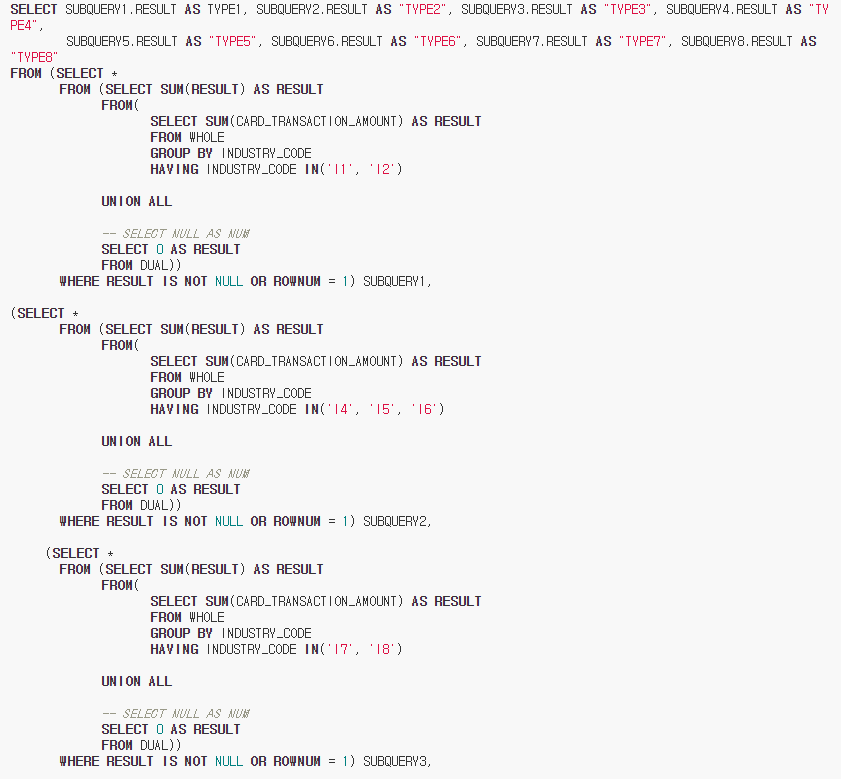 SELECT SUBQUERY1.RESULT AS TYPE1, SUBQUERY2.RESULT AS "TYPE2", SUBQUERY3.RESULT AS "TYPE3", SUBQUERY4.RESULT AS "TY
PE4",
SUBQUERY5.RESULT AS "TYPE5", SUBQUERY6.RESULT AS "TYPE6", SUBQUERY7.RESULT AS "TYPE7", SUBQUERY8.RESULT AS
"TYPE8"
FROM (SELECT *
FROM (SELECT SUM(RESULT) AS RESULT
FROM(
SELECT SUM(CARD_TRANSACTION_AMOUNT) AS RESULT
FROM WHOLE
GROUP BY INDUSTRY_CODE
HAVING INDUSTRY_CODE IN('I1', 'I2')
UNION ALL
-- SELECT NULL AS NUM
SELECT 0 AS RESULT
FROM DUAL))
WHERE RESULT IS NOT NULL OR ROWNUM = 1) SUBQUERY1,
(SELECT *
FROM (SELECT SUM(RESULT) AS RESULT
FROM(
SELECT SUM(CARD_TRANSACTION_AMOUNT) AS RESULT
FROM WHOLE
GROUP BY INDUSTRY_CODE
HAVING INDUSTRY_CODE IN('I4', 'I5', 'I6')
UNION ALL
-- SELECT NULL AS NUM
SELECT 0 AS RESULT
FROM DUAL))
WHERE RESULT IS NOT NULL OR ROWNUM = 1) SUBQUERY2,
(SELECT *
FROM (SELECT SUM(RESULT) AS RESULT
FROM(
SELECT SUM(CARD_TRANSACTION_AMOUNT) AS RESULT
FROM WHOLE
GROUP BY INDUSTRY_CODE
HAVING INDUSTRY_CODE IN('I7', 'I8')
UNION ALL
-- SELECT NULL AS NUM
SELECT 0 AS RESULT
FROM DUAL))
WHERE RESULT IS NOT NULL OR ROWNUM = 1) SUBQUERY3,